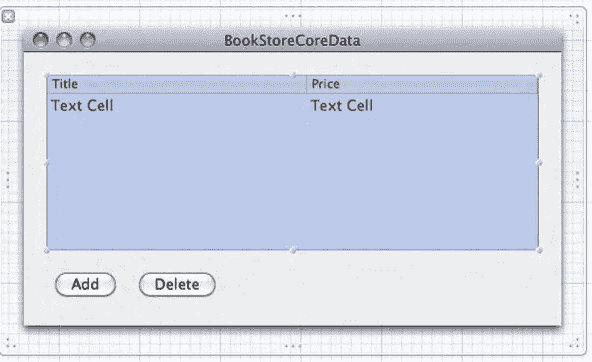 BookStoreCoreData
Title Price
Text Cell Text Cell
Add Delete